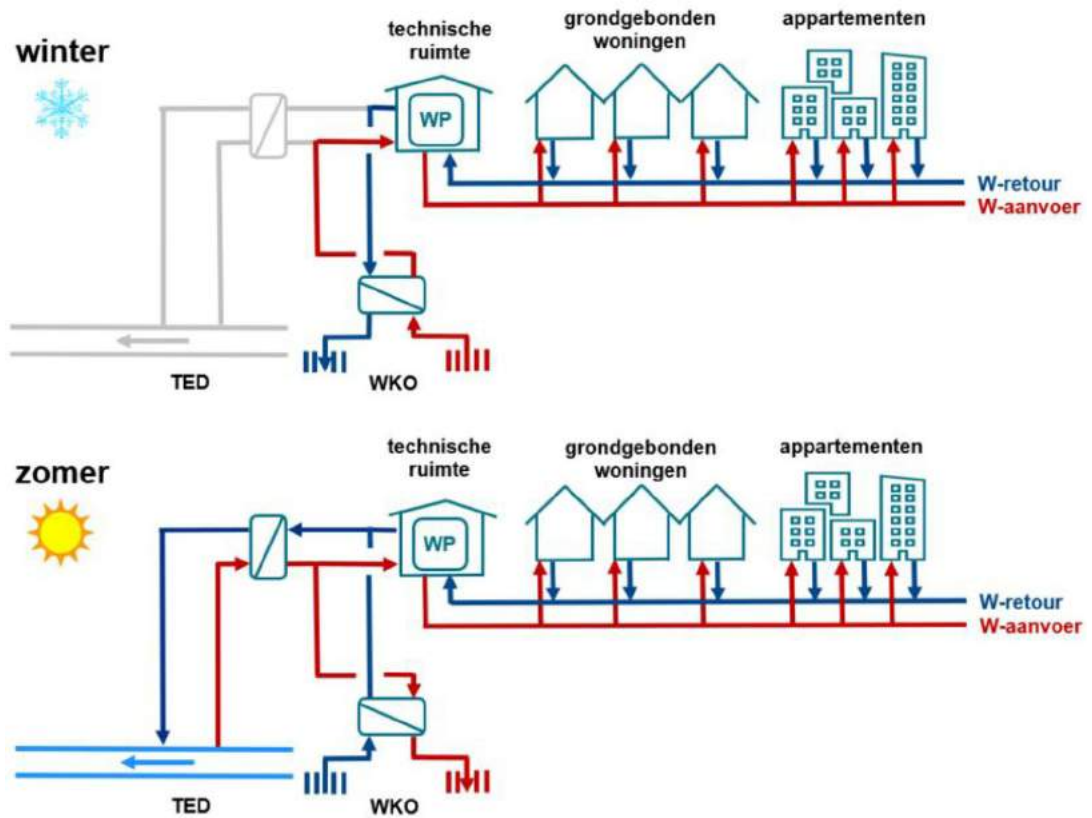 winter
technische
ruimte
grondgebonden
woningen
appartementen
WP
W-retour
W-aanvoer
TED
WKO
zomer
technische
ruimte
grondgebonden
woningen
appartementen
WP
W-retour
W-aanvoer
TED
WKO